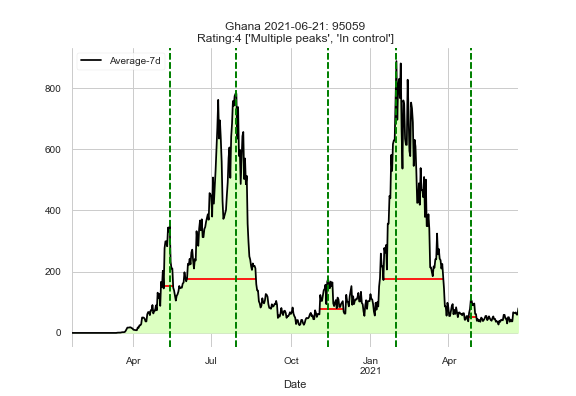 Ghana 2021-06-21: 95059
Rating:4 ['Multiple peaks', 'In control']
Average-7d
800
600
400
200
0
Apr
Jul
Oct
Jan
2021
Apr
Date